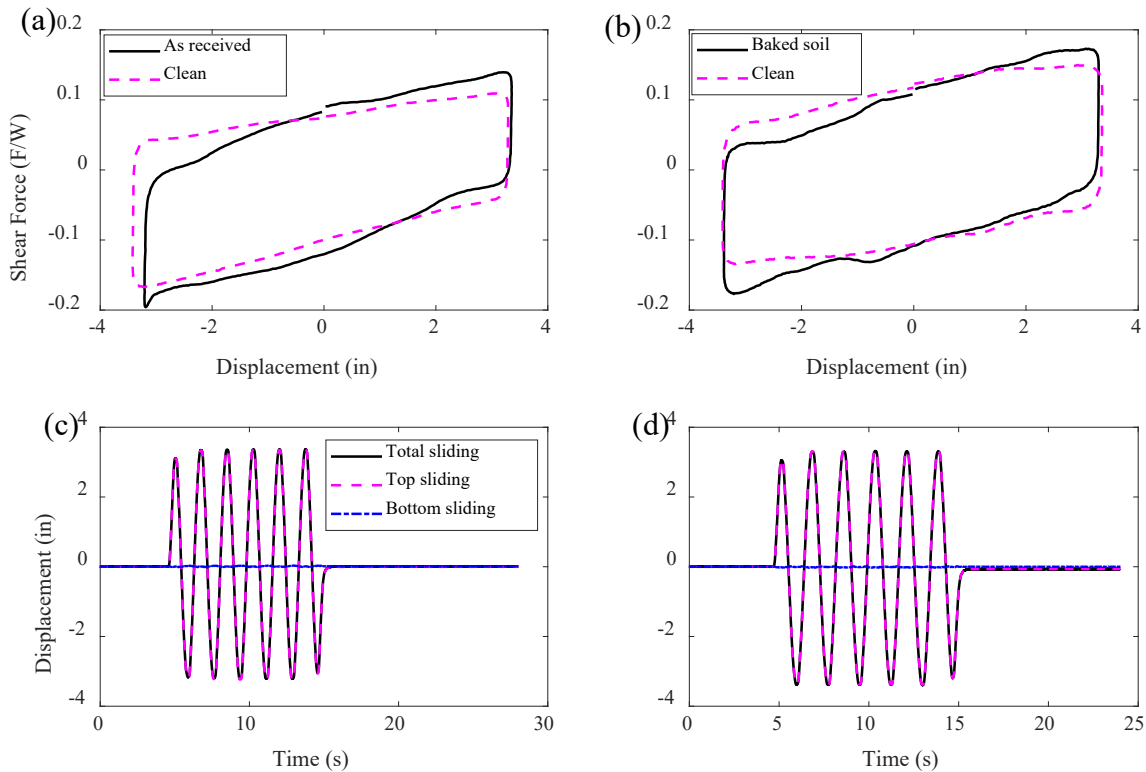 (a)
0.2
As received
Clean
0.1
0
-0.1
-0.2
-4
-2
0
2
4
Shear Force (F/W)
Displacement (in)
(b)
0.2
Baked soil
Clean
0.1
0
-0.1
-0.2
-4
-2
0
2
4
Displacement (in)
(c)
4
Total sliding
Top sliding
Bottom sliding
2
0
-2
-4
0
10
20
30
Displacement (in)
Time (s)
(d)
4
2
0
-2
-4
0
5
10
15
20
24
Time (s)